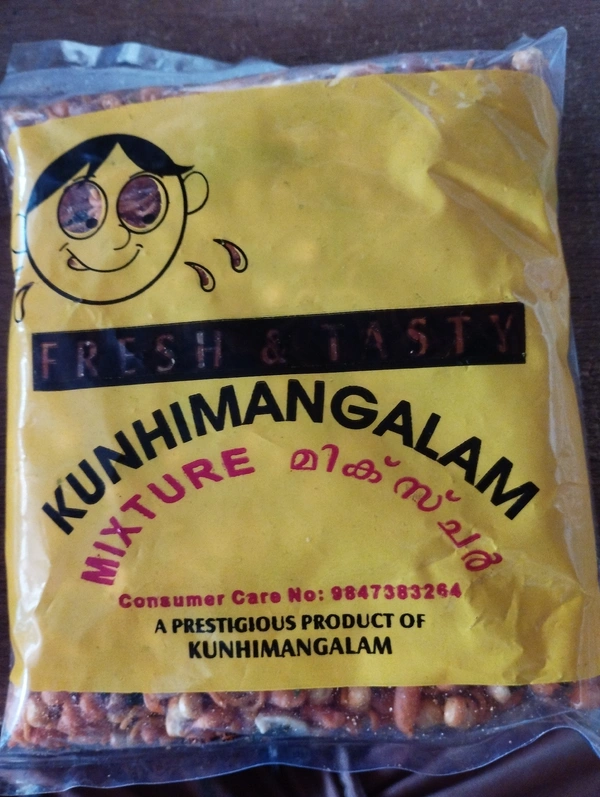 FRESH & TASTY
KUNHIMANGALAM
MIXTURE മിക്സ്ചർ
Consumer Care No: 9847383264
A PRESTIGIOUS PRODUCT OF
KUNHIMANGALAM